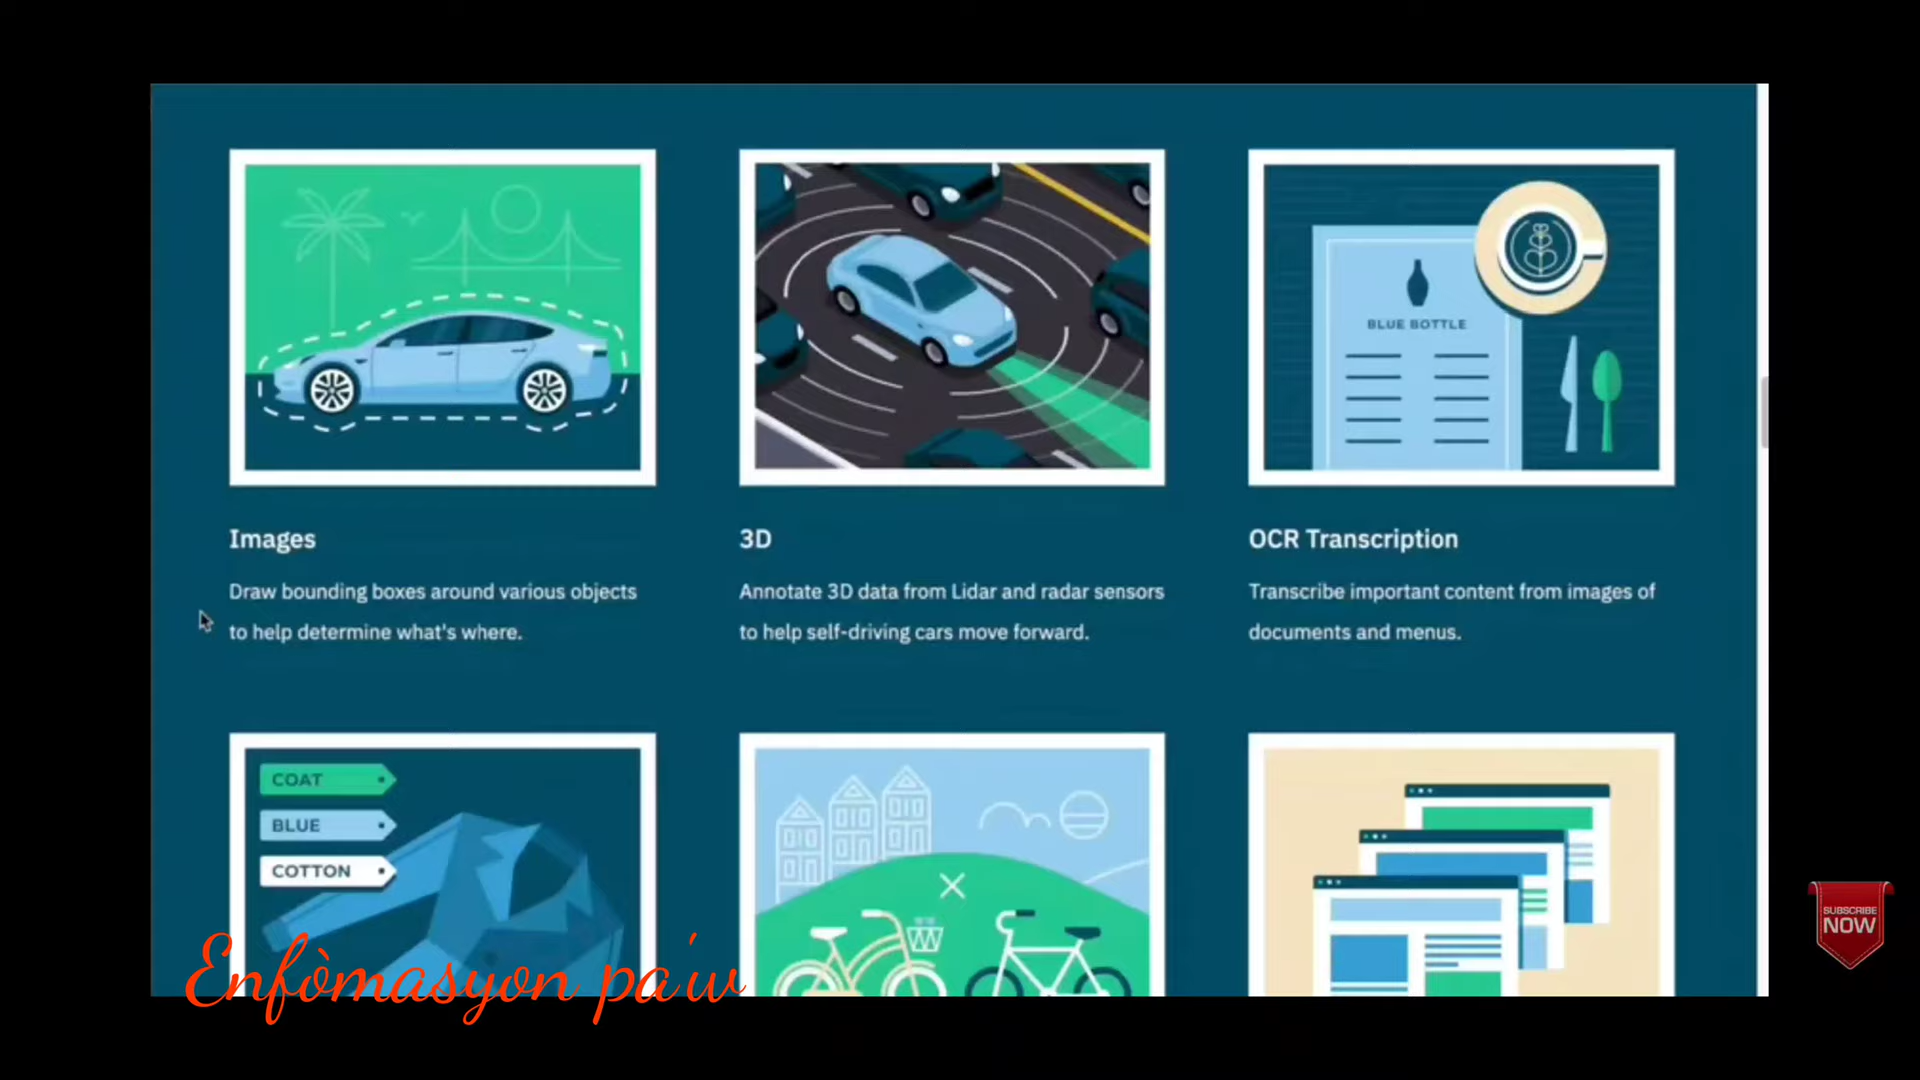 BLUE BOTTLE
Images
Draw bounding boxes around various objects
to help determine what's where.
3D
Annotate 3D data from Lidar and radar sensors
to help self-driving cars move forward.
OCR Transcription
Transcribe important content from images of
documents and menus.
COAT
BLUE
COTTON
Enfòmasyon pa'w
SUBSCRIBE
NOW